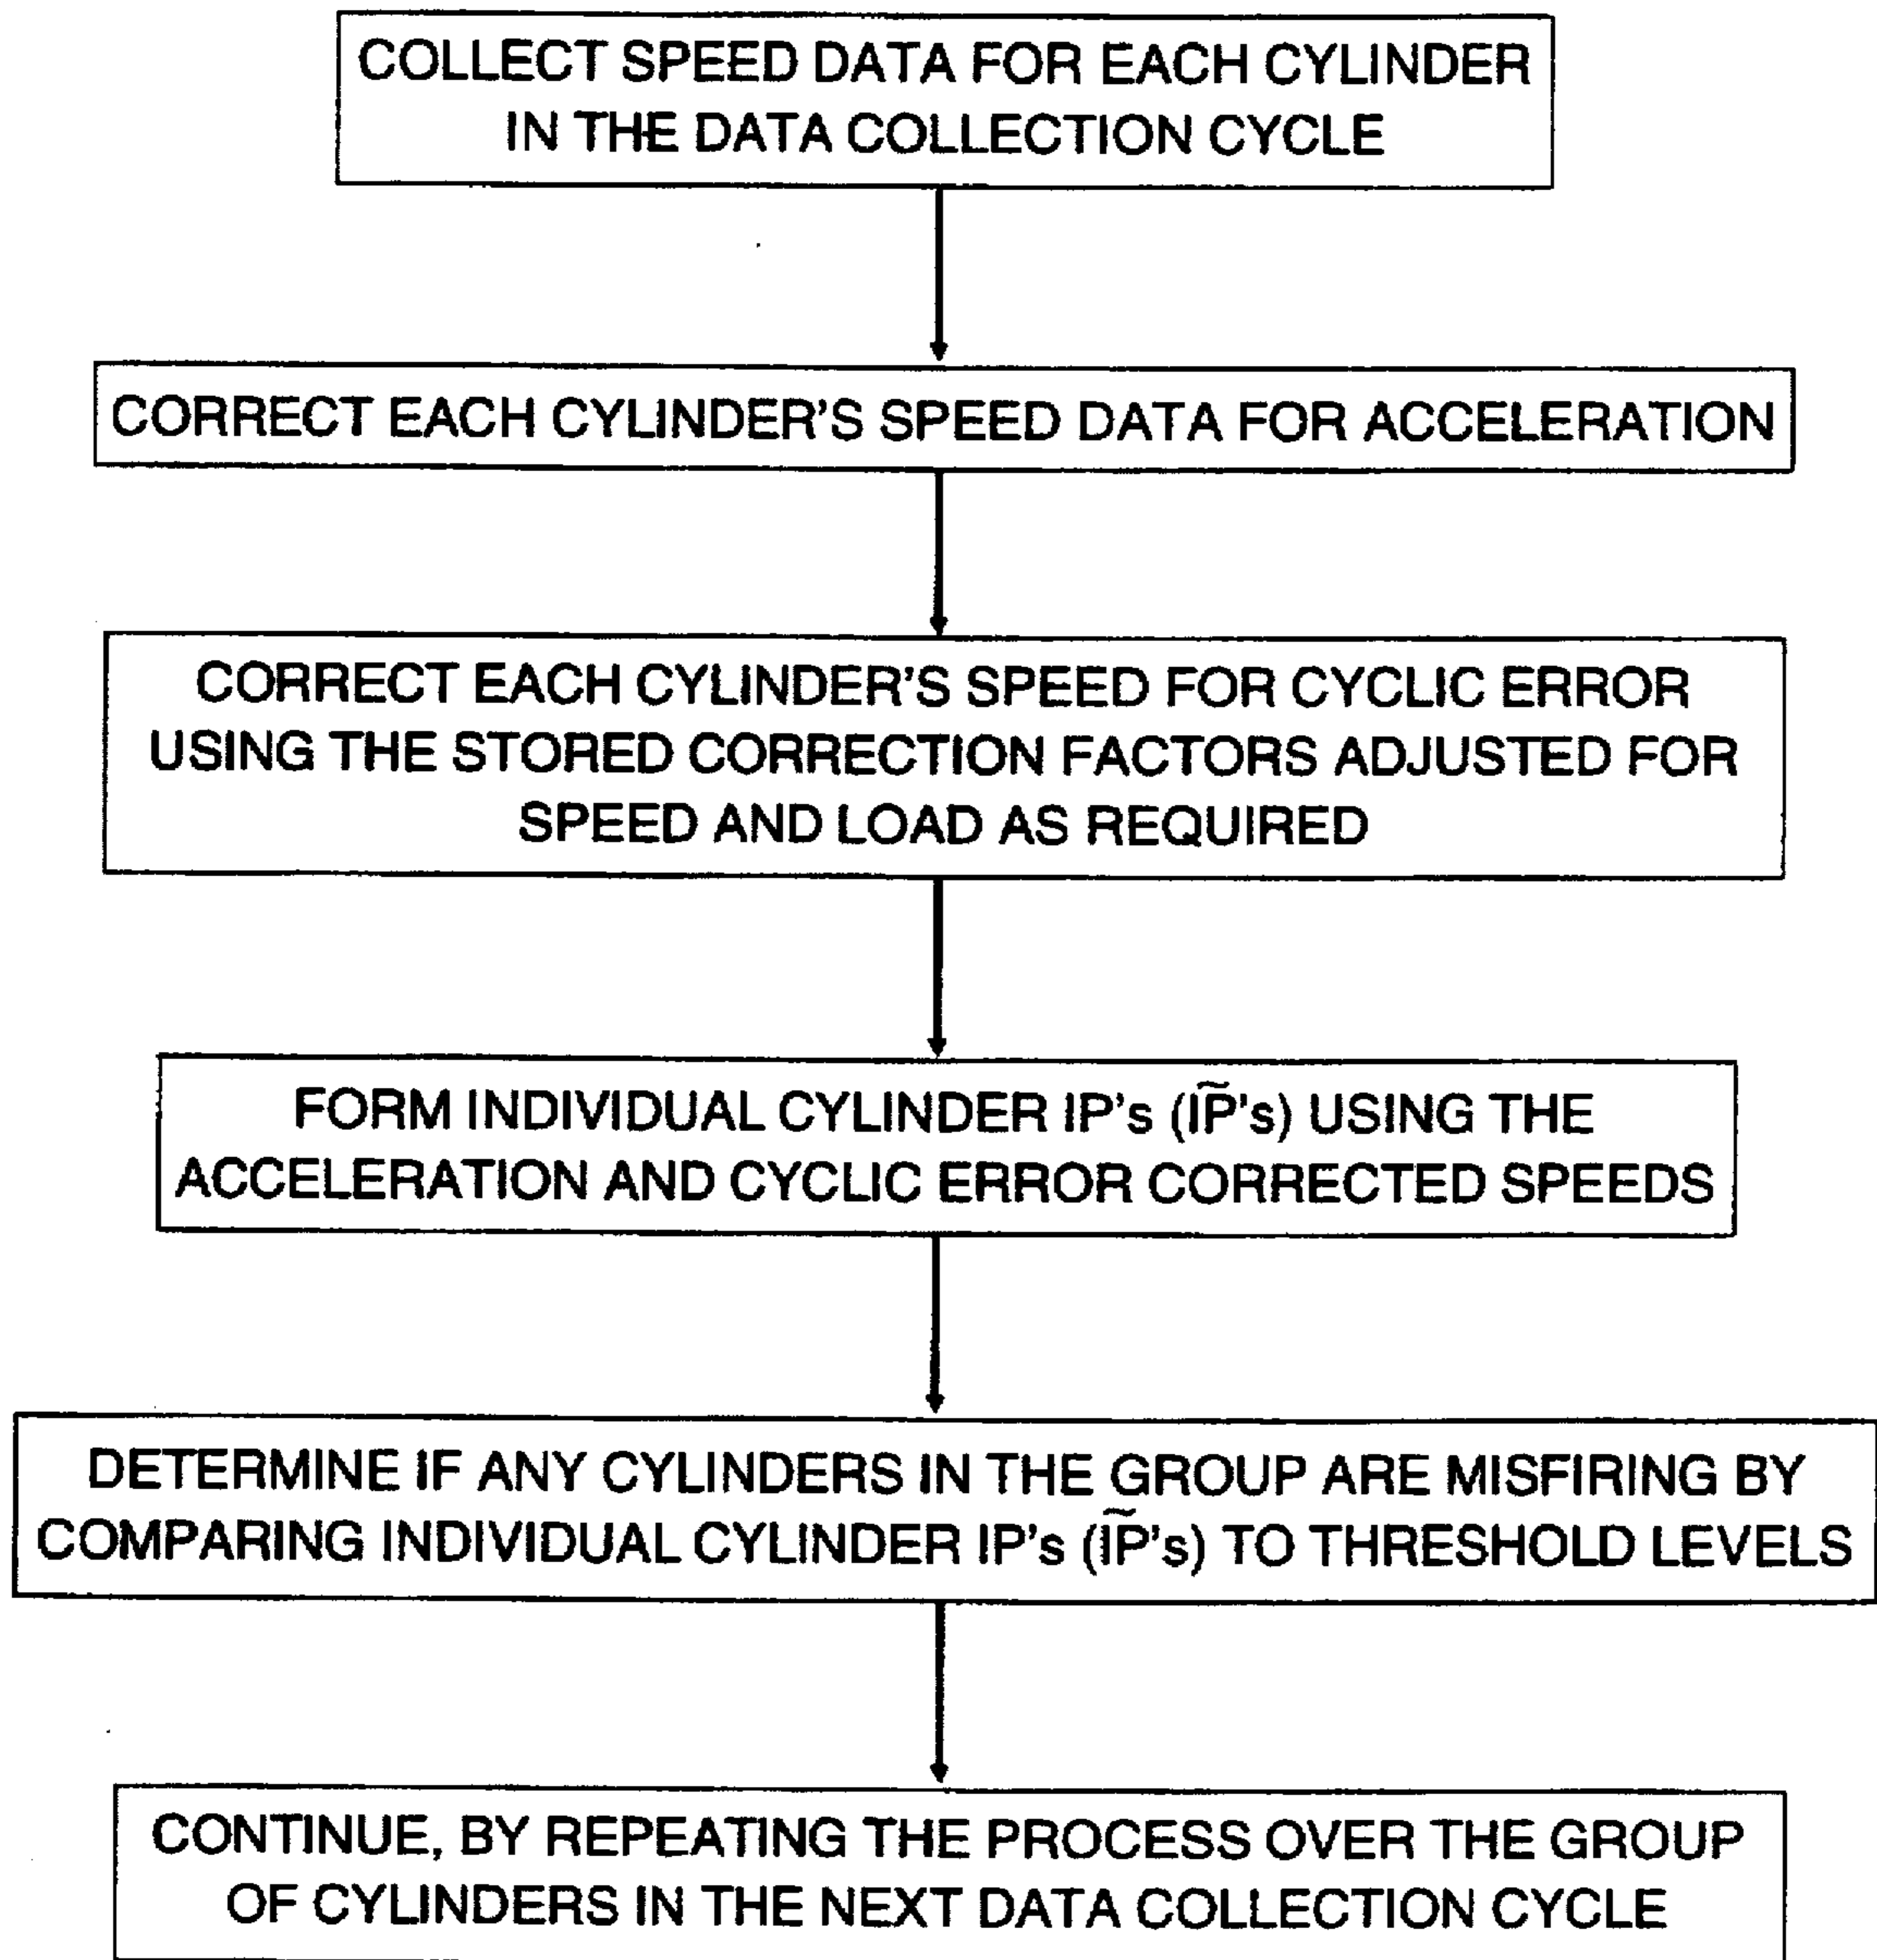 COLLECT SPEED DATA FOR EACH CYLINDER
IN THE DATA COLLECTION CYCLE
CORRECT EACH CYLINDER'S SPEED DATA FOR ACCELERATION
CORRECT EACH CYLINDER'S SPEED FOR CYCLIC ERROR
USING THE STORED CORRECTION FACTORS ADJUSTED FOR
SPEED AND LOAD AS REQUIRED
FORM INDIVIDUAL CYLINDER IP's (ĨP's) USING THE
ACCELERATION AND CYCLIC ERROR CORRECTED SPEEDS
DETERMINE IF ANY CYLINDERS IN THE GROUP ARE MISFIRING BY
COMPARING INDIVIDUAL CYLINDER IP's (ĨP's) TO THRESHOLD LEVELS
CONTINUE, BY REPEATING THE PROCESS OVER THE GROUP
OF CYLINDERS IN THE NEXT DATA COLLECTION CYCLE